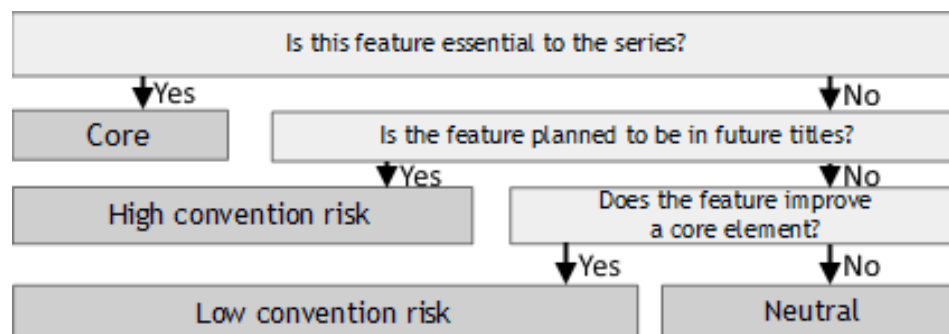 Is this feature essential to the series?
Yes
No
Core
Is the feature planned to be in future titles?
Yes
No
High convention risk
Does the feature improve
a core element?
Yes
No
Low convention risk
Neutral